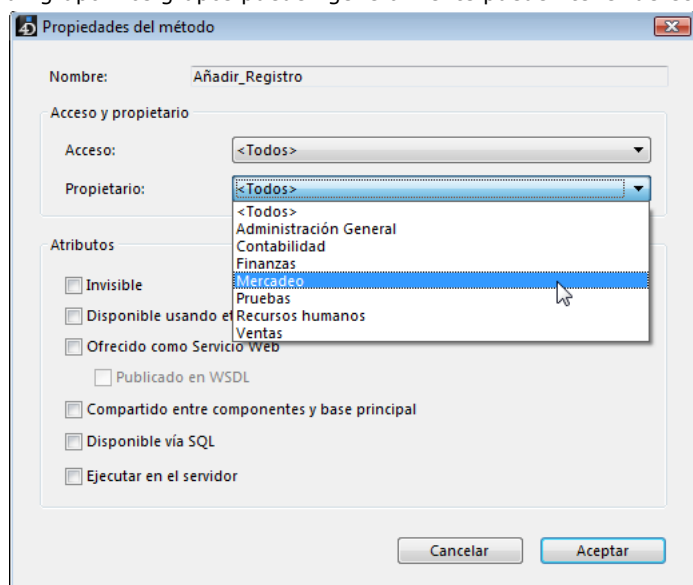 Propiedades del método
Nombre: Añadir_Registro
Acceso y propietario
Acceso: <Todos>
Propietario: <Todos>
<Todos>
Administración General
Contabilidad
Finanzas
Mercadeo
Pruebas
Recursos humanos
Ventas
Atributos
Invisible
Disponible usando
Ofrecido como Servicio Web
Publicado en WSDL
Compartido entre componentes y base principal
Disponible vía SQL
Ejecutar en el servidor
Cancelar Aceptar